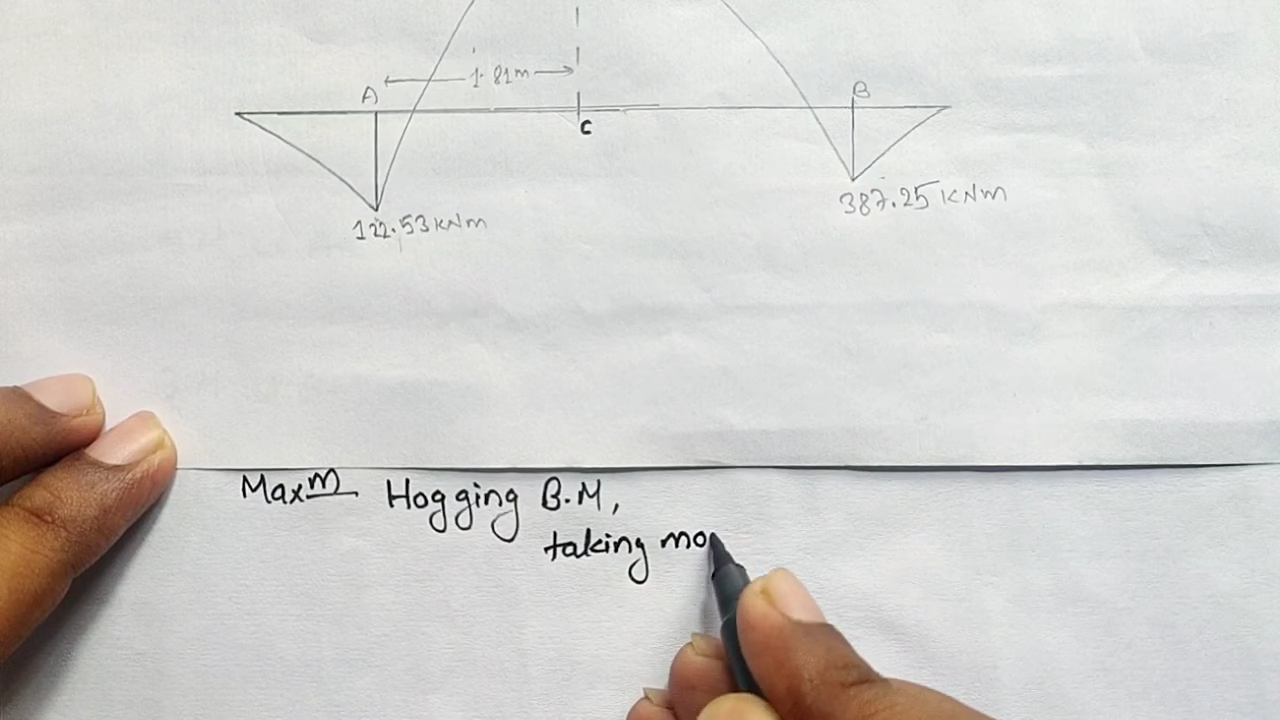 1.81m
A
B
C
122.53 KNm
387.25 KNm
Maxm Hogging B.M,
taking mo